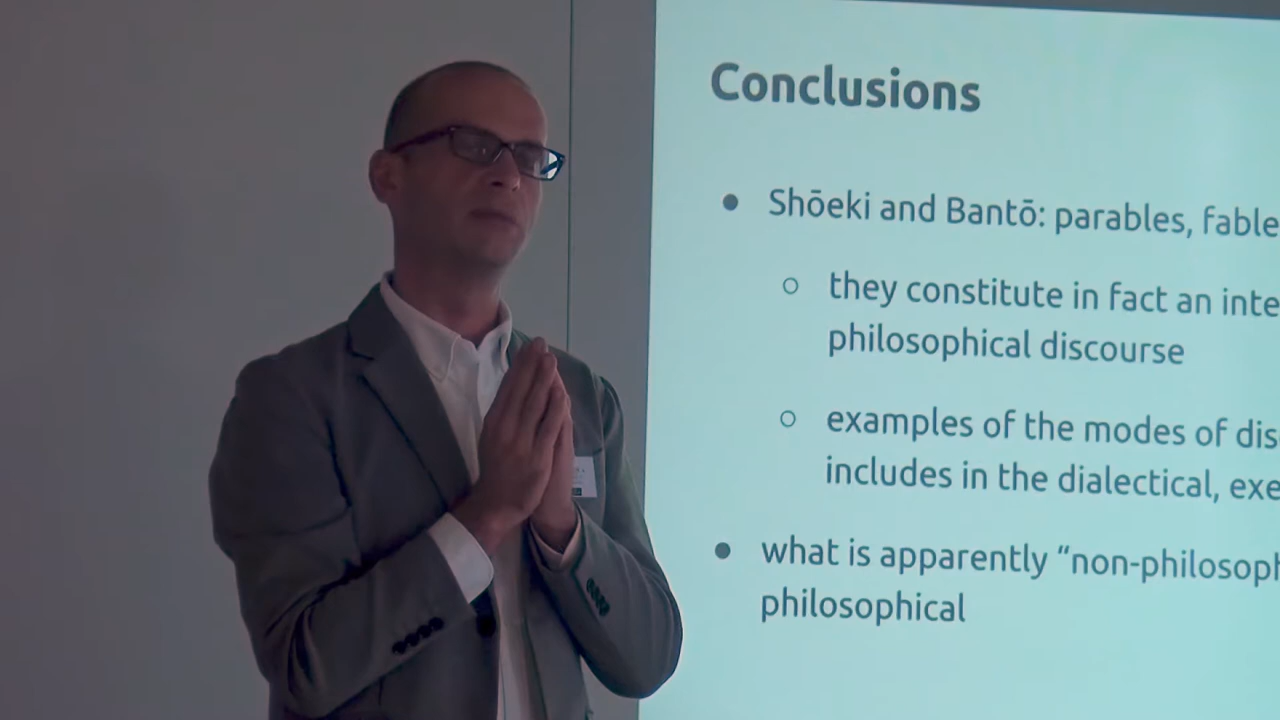 Conclusions
Shōeki and Bantō: parables, fable
they constitute in fact an inte
philosophical discourse
examples of the modes of dis
includes in the dialectical, exe
what is apparently “non-philosoph
philosophical